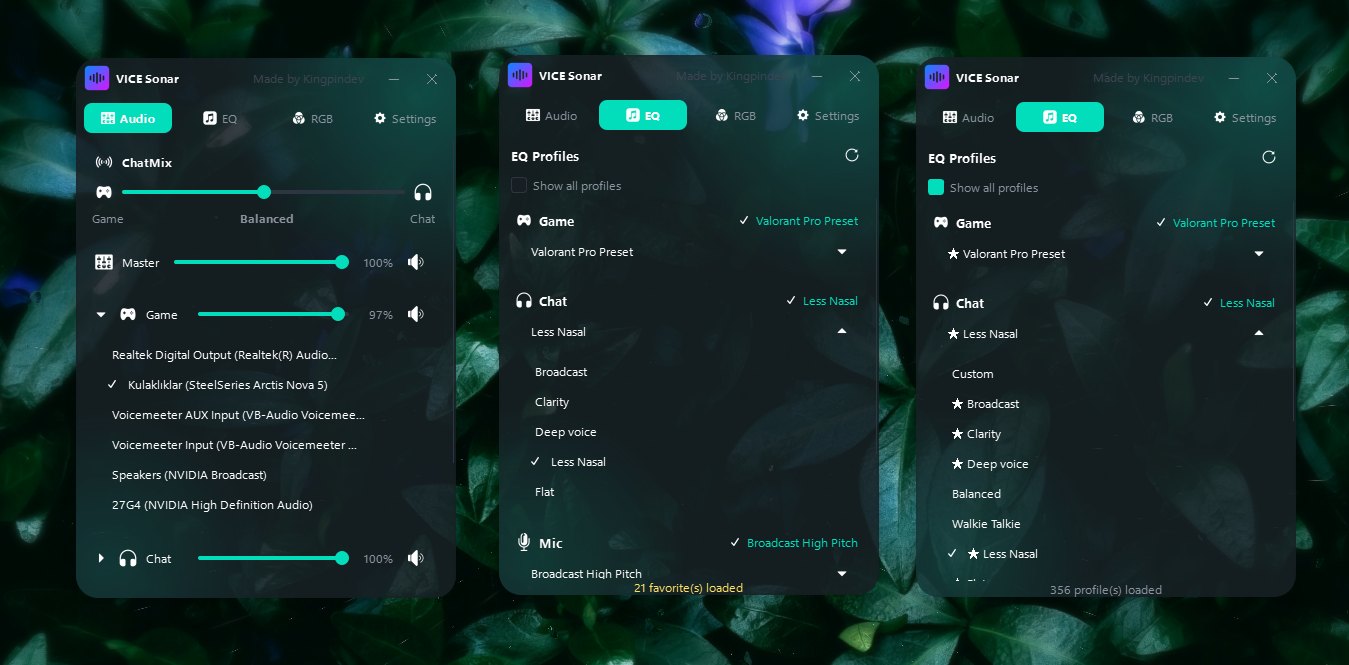 VICE Sonar Made by Kingpindev
Audio EQ RGB Settings
ChatMix
Game Balanced Chat
Master 100%
Game 97%
Realtek Digital Output (Realtek(R) Audio...
Kulaklıklar (SteelSeries Arctis Nova 5)
Voicemeeter AUX Input (VB-Audio Voicemee...
Voicemeeter Input (VB-Audio Voicemeeter ...
Speakers (NVIDIA Broadcast)
27G4 (NVIDIA High Definition Audio)
Chat 100%
VICE Sonar Made by Kingpindev
Audio EQ RGB Settings
EQ Profiles
Show all profiles
Game Valorant Pro Preset
Valorant Pro Preset
Chat Less Nasal
Less Nasal
Broadcast
Clarity
Deep voice
Less Nasal
Flat
Mic Broadcast High Pitch
Broadcast High Pitch
21 favorite(s) loaded
VICE Sonar Made by Kingpindev
Audio EQ RGB Settings
EQ Profiles
Show all profiles
Game Valorant Pro Preset
★ Valorant Pro Preset
Chat Less Nasal
★ Less Nasal
Custom
★ Broadcast
★ Clarity
★ Deep voice
Balanced
Walkie Talkie
★ Less Nasal
356 profile(s) loaded